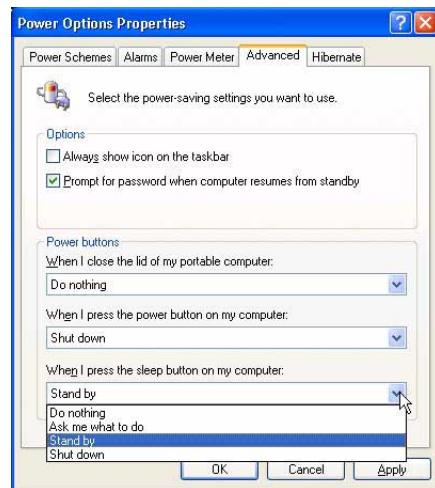 Power Options Properties
Power Schemes Alarms Power Meter Advanced Hibernate
Select the power-saving settings you want to use.
Options
Always show icon on the taskbar
Prompt for password when computer resumes from standby
Power buttons
When I close the lid of my portable computer:
Do nothing
When I press the power button on my computer:
Shut down
When I press the sleep button on my computer:
Stand by
Do nothing
Ask me what to do
Stand by
Shut down
OK Cancel Apply